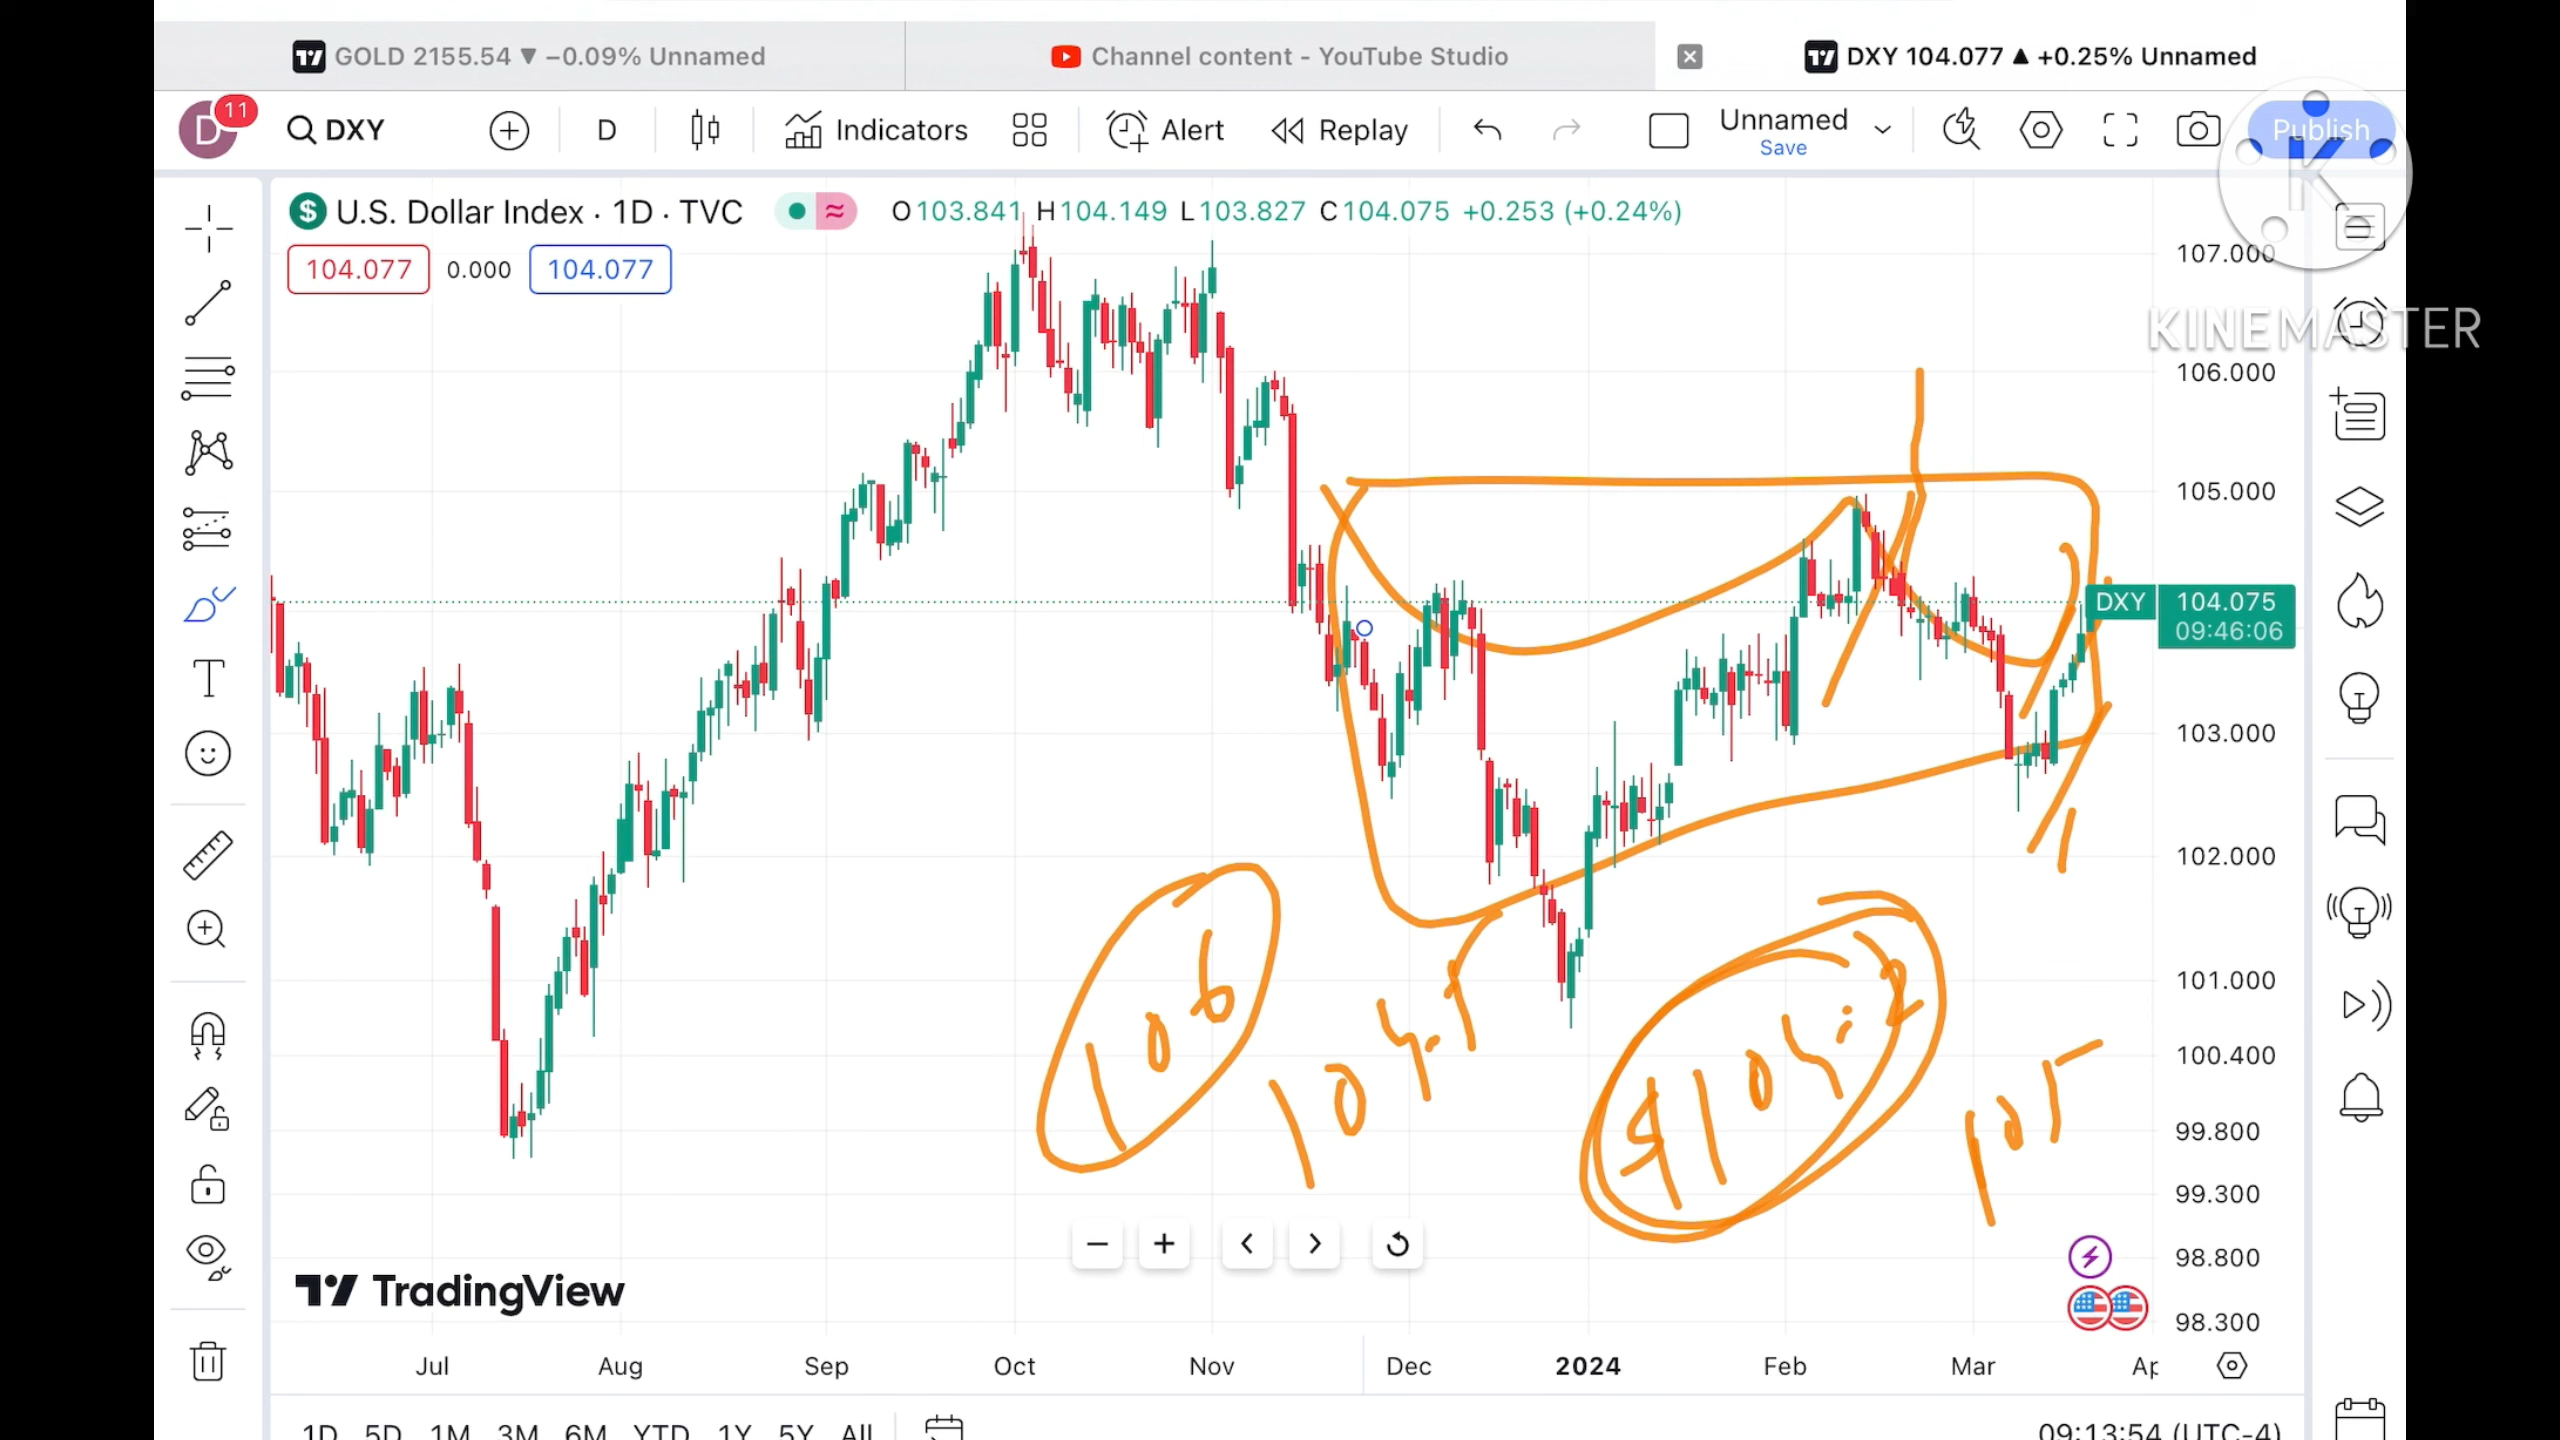 GOLD 2155.54 ▼ −0.09% Unnamed
Channel content - YouTube Studio
DXY 104.077 ▲ +0.25% Unnamed
D
11
DXY
D
Indicators
Alert
Replay
Unnamed
Save
Publish
K
KINEMASTER
$ U.S. Dollar Index · 1D · TVC
O103.841 H104.149 L103.827 C104.075 +0.253 (+0.24%)
104.077 0.000 104.077
107.000
106.000
105.000
DXY 104.075
09:46:06
103.000
102.000
101.000
100.400
99.800
99.300
98.800
98.300
106
105
TradingView
Jul Aug Sep Oct Nov Dec 2024 Feb Mar Ap
1D 5D 1M 3M 6M YTD 1Y 5Y All
09:13:54 (UTC-4)